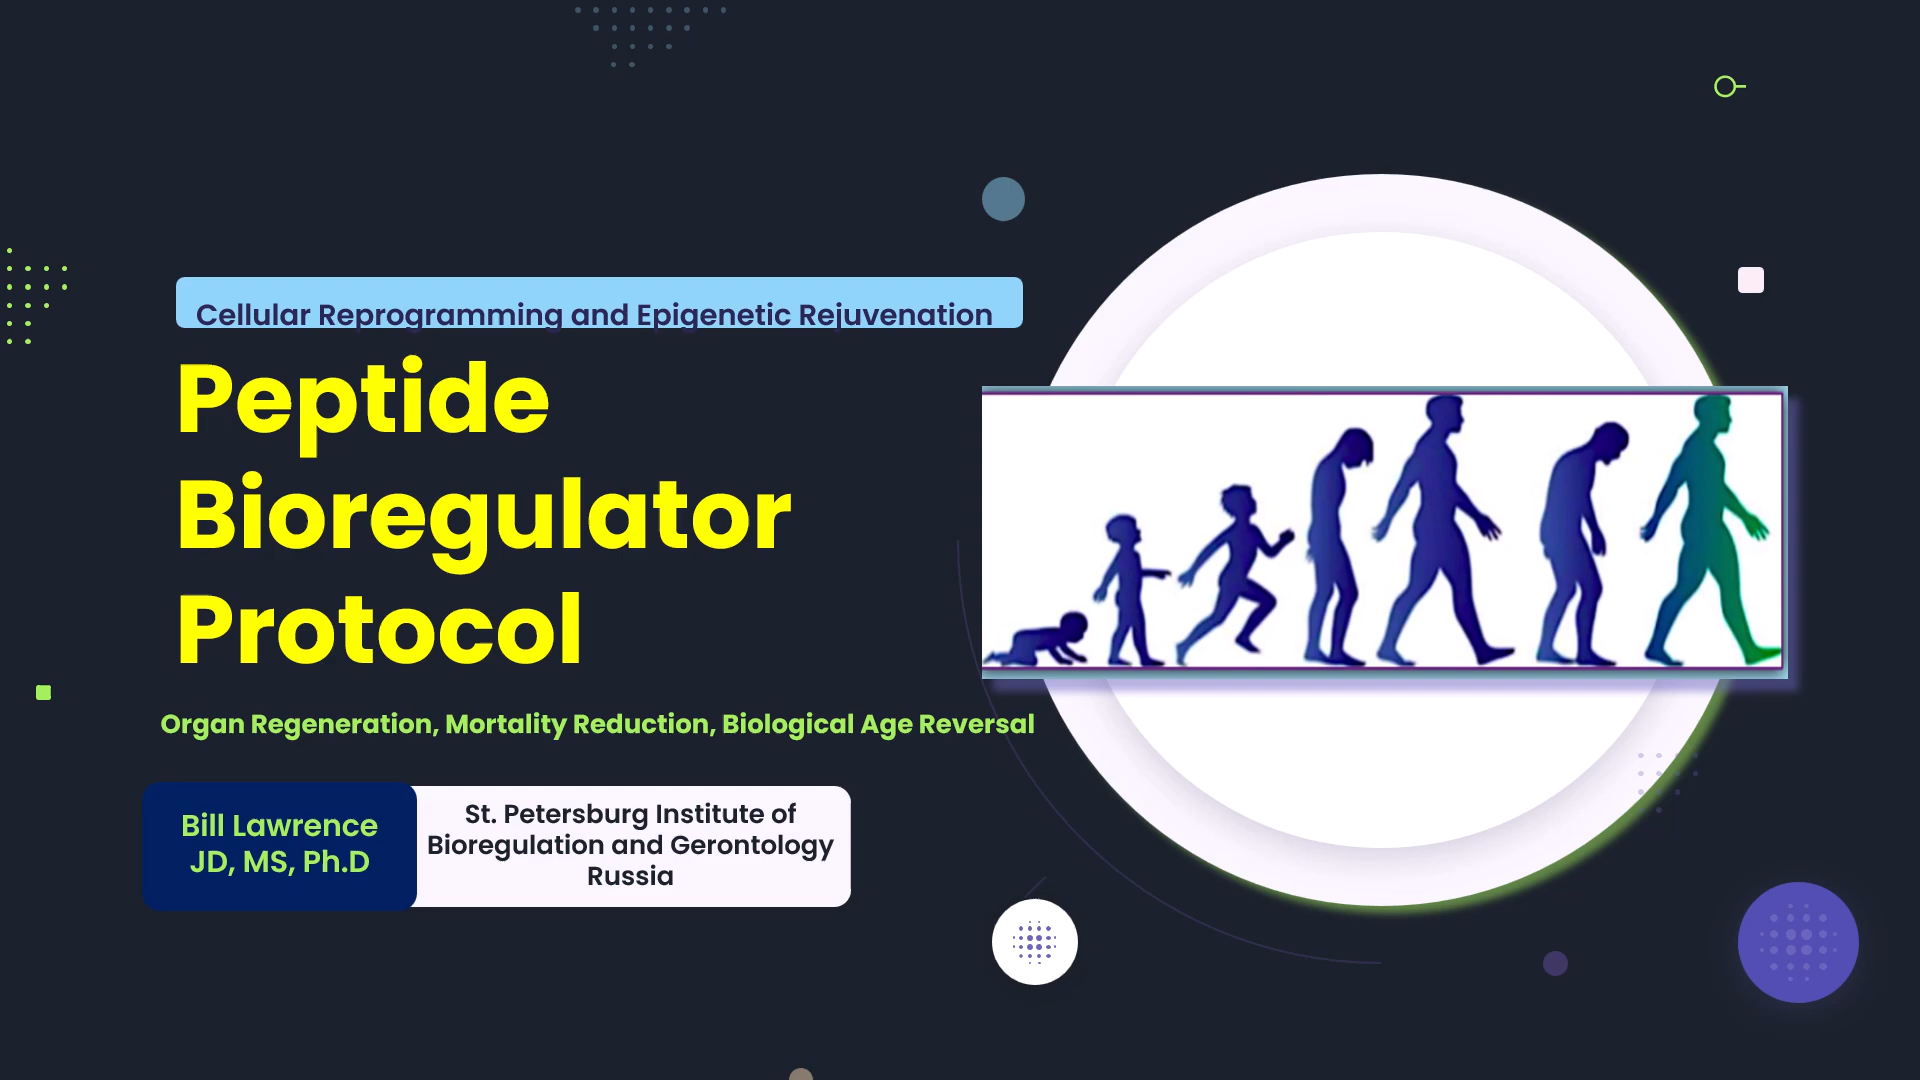 Cellular Reprogramming and Epigenetic Rejuvenation
Peptide
Bioregulator
Protocol
Organ Regeneration, Mortality Reduction, Biological Age Reversal
Bill Lawrence
JD, MS, Ph.D
St. Petersburg Institute of
Bioregulation and Gerontology
Russia